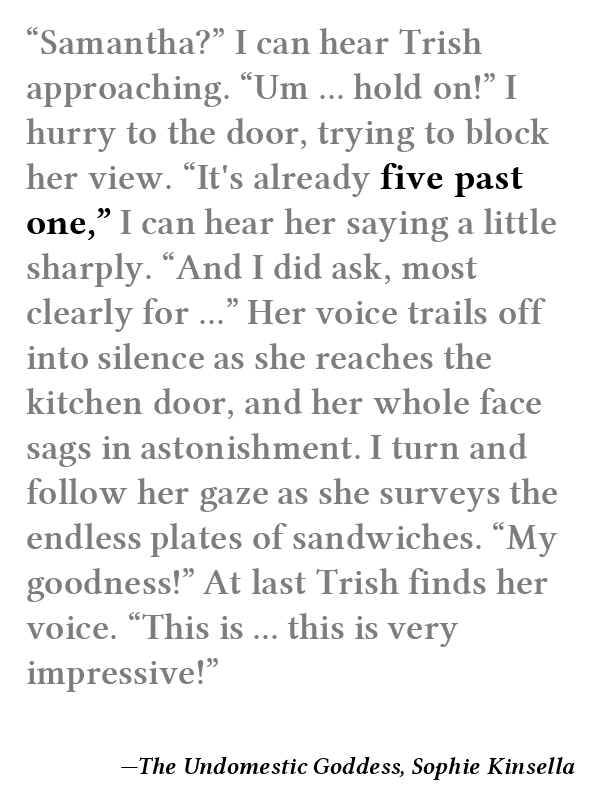 “Samantha?” I can hear Trish
approaching. “Um ... hold on!” I
hurry to the door, trying to block
her view. “It's already five past
one,” I can hear her saying a little
sharply. “And I did ask, most
clearly for ...” Her voice trails off
into silence as she reaches the
kitchen door, and her whole face
sags in astonishment. I turn and
follow her gaze as she surveys the
endless plates of sandwiches. “My
goodness!” At last Trish finds her
voice. “This is ... this is very
impressive!”
—The Undomestic Goddess, Sophie Kinsella